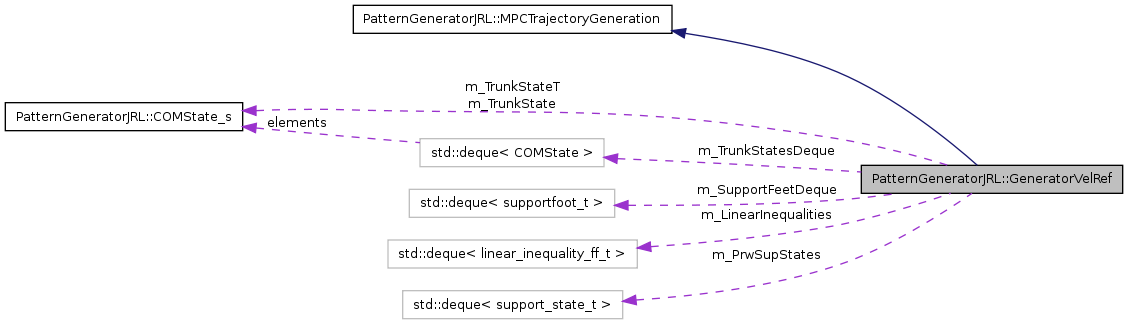 PatternGeneratorJRL::MPCTrajectoryGeneration
m_TrunkStateT
m_TrunkState
PatternGeneratorJRL::COMState_s
elements
std::deque< COMState >
m_TrunkStatesDeque
PatternGeneratorJRL::GeneratorVelRef
m_SupportFeetDeque
std::deque< supportfoot_t >
m_LinearInequalities
std::deque< linear_inequality_ff_t >
m_PrwSupStates
std::deque< support_state_t >